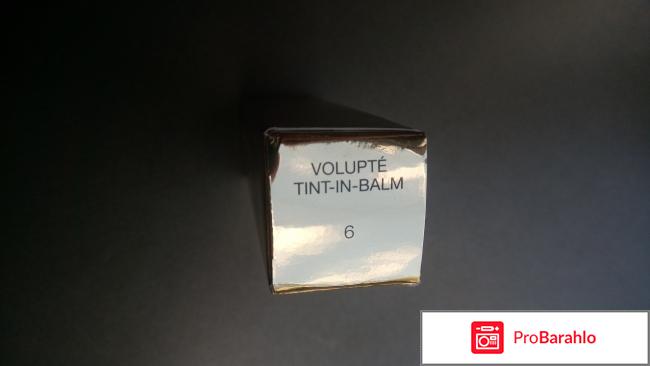 VOLUPTÉ
TINT-IN-BALM
6
ProBarahlo